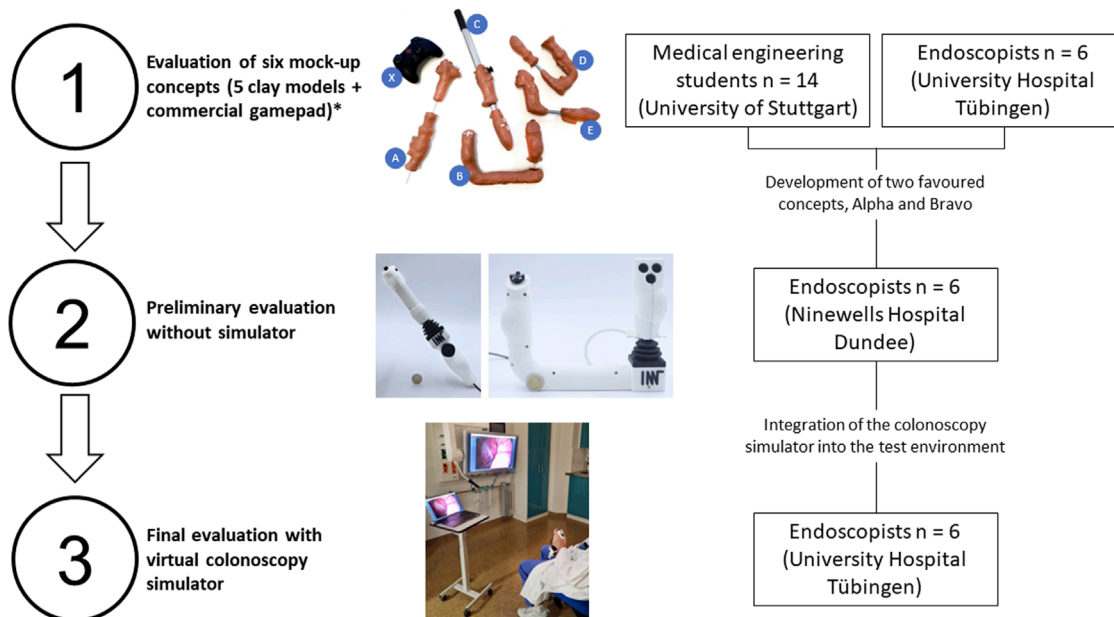 1
Evaluation of six mock-up
concepts (5 clay models +
commercial gamepad)*
X
C
D
E
A
B
Medical engineering
students n = 14
(University of Stuttgart)
Endoscopists n = 6
(University Hospital
Tübingen)
Development of two favoured
concepts, Alpha and Bravo
2
Preliminary evaluation
without simulator
Endoscopists n = 6
(Ninewells Hospital
Dundee)
Integration of the colonoscopy
simulator into the test environment
3
Final evaluation with
virtual colonoscopy
simulator
Endoscopists n = 6
(University Hospital
Tübingen)